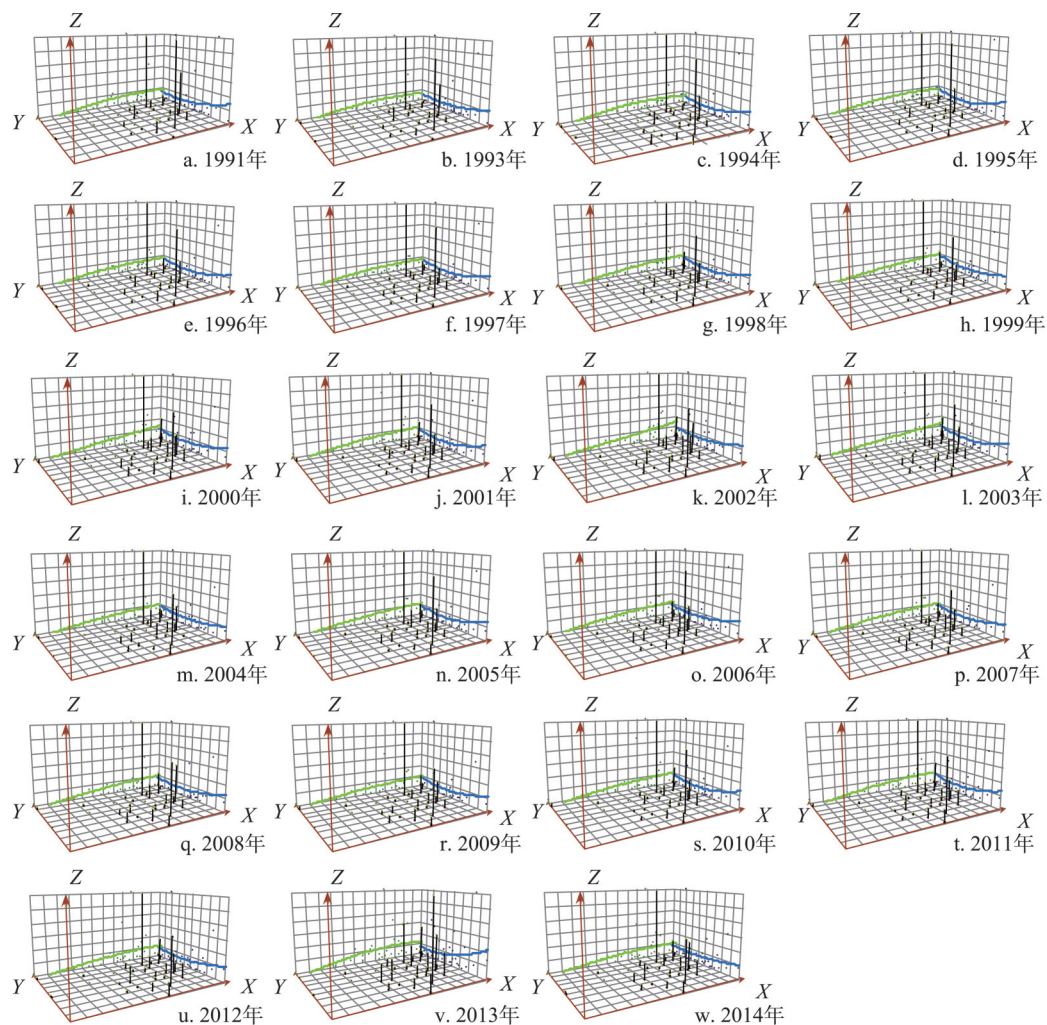 Z Z Z Z
Y X Y X Y X Y X
a. 1991年 b. 1993年 c. 1994年 d. 1995年
Z Z Z Z
Y X Y X Y X Y X
e. 1996年 f. 1997年 g. 1998年 h. 1999年
Z Z Z Z
Y X Y X Y X Y X
i. 2000年 j. 2001年 k. 2002年 l. 2003年
Z Z Z Z
Y X Y X Y X Y X
m. 2004年 n. 2005年 o. 2006年 p. 2007年
Z Z Z Z
Y X Y X Y X Y X
q. 2008年 r. 2009年 s. 2010年 t. 2011年
Z Z Z
Y X Y X Y X
u. 2012年 v. 2013年 w. 2014年